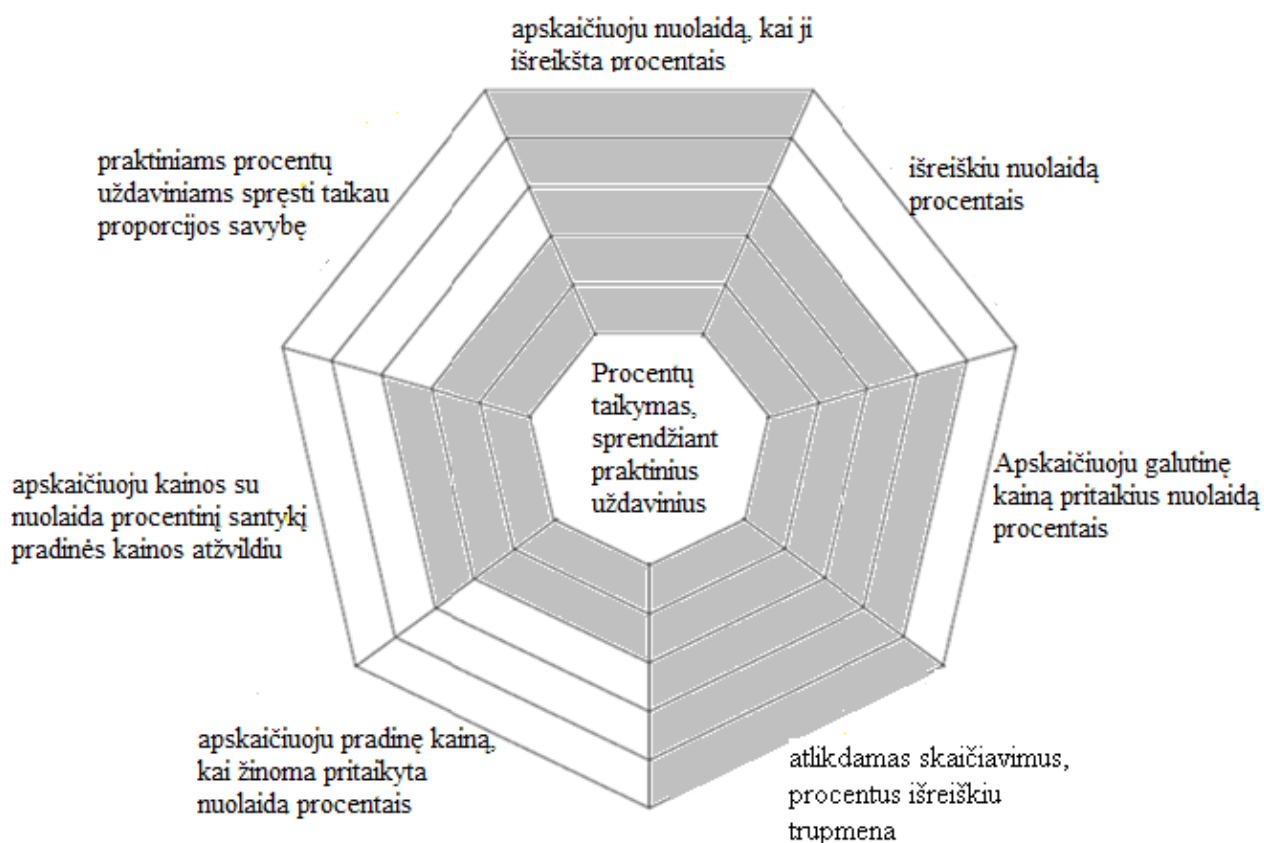 apskaičiuoju nuolaidą, kai ji
išreikšta procentais
praktiniams procentų
uždaviniams spręsti taikau
proporcijos savybę
išreiškiu nuolaidą
procentais
Procentų
taikymas,
sprendžiant
praktinius
uždavinius
apskaičiuoju kainos su
nuolaida procentinį santykį
pradinės kainos atžvildiu
Apskaičiuoju galutinę
kainą pritaikius nuolaidą
procentais
apskaičiuoju pradinę kainą,
kai žinoma pritaikyta
nuolaida procentais
atlikdamas skaičiavimus,
procentus išreiškiu
trupmena